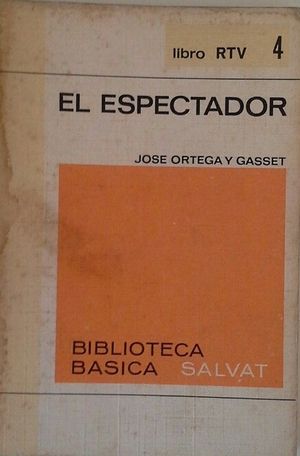 libro RTV 4
EL ESPECTADOR
JOSE ORTEGA Y GASSET
BIBLIOTECA
BASICA SALVAT